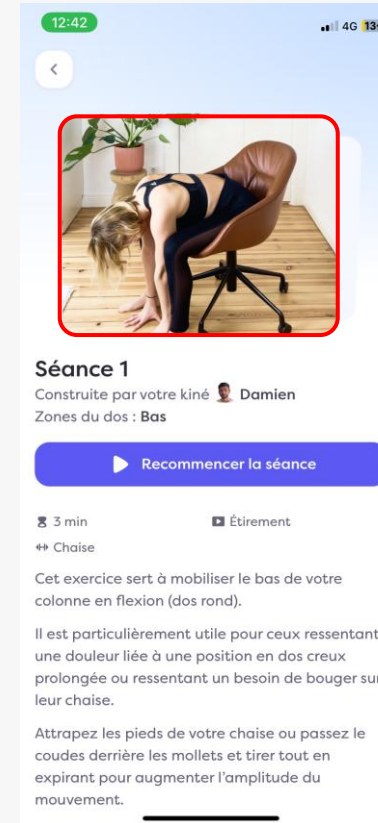 12:42
4G
Séance 1
Construite par votre kiné Damien
Zones du dos : Bas
Recommencer la séance
3 min
Étirement
Chaise
Cet exercice sert à mobiliser le bas de votre
colonne en flexion (dos rond).
Il est particulièrement utile pour ceux ressentant
une douleur liée à une position en dos creux
prolongée ou ressentant un besoin de bouger sur
leur chaise.
Attrapez les pieds de votre chaise ou passez le
coudes derrière les mollets et tirer tout en
expirant pour augmenter l'amplitude du
mouvement.